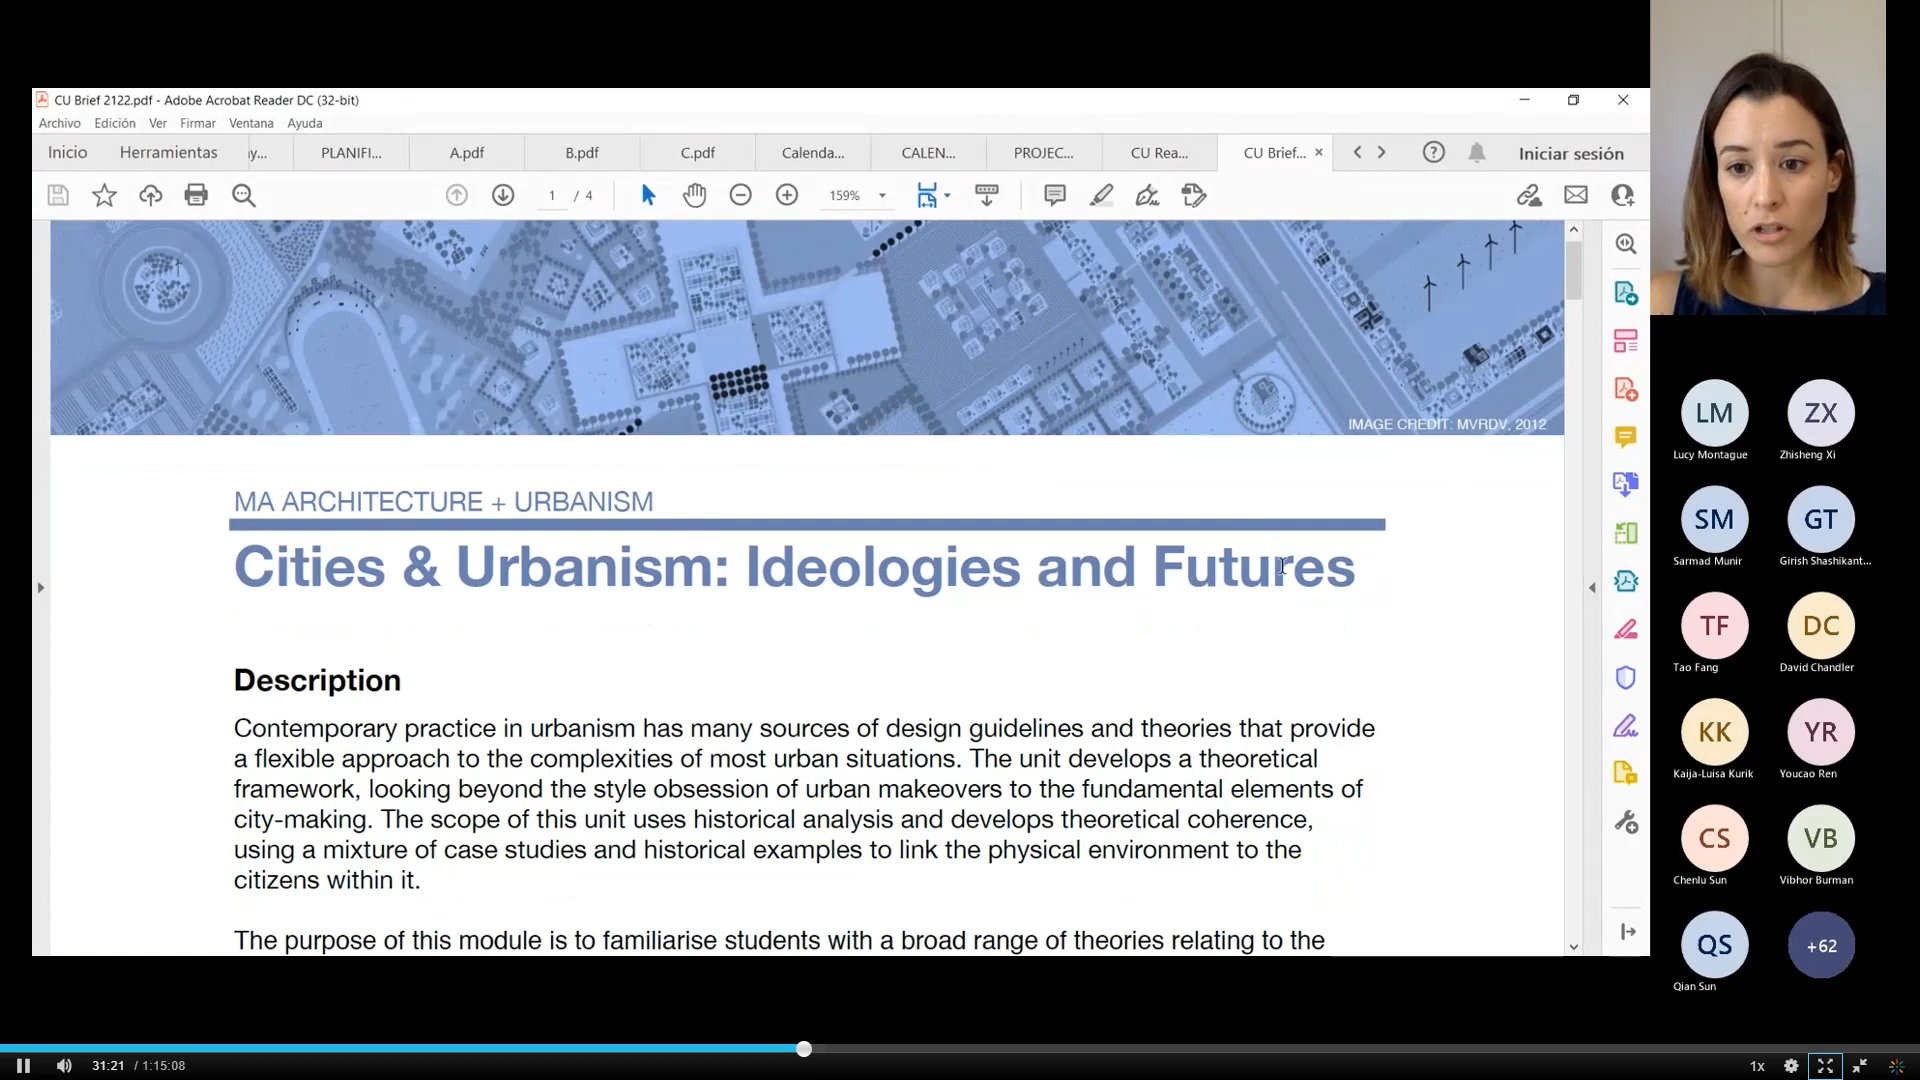 CU Brief 2122.pdf - Adobe Acrobat Reader DC (32-bit)
Archivo Edición Ver Firmar Ventana Ayuda
Inicio Herramientas y... PLANIFI... A.pdf B.pdf C.pdf Calenda... CALEN... PROJEC... CU Rea... CU Brief... Iniciar sesión
1 / 4 159%
IMAGE CREDIT: MVRDV, 2012
MA ARCHITECTURE + URBANISM
Cities & Urbanism: Ideologies and Futures
Description
Contemporary practice in urbanism has many sources of design guidelines and theories that provide
a flexible approach to the complexities of most urban situations. The unit develops a theoretical
framework, looking beyond the style obsession of urban makeovers to the fundamental elements of
city-making. The scope of this unit uses historical analysis and develops theoretical coherence,
using a mixture of case studies and historical examples to link the physical environment to the
citizens within it.
The purpose of this module is to familiarise students with a broad range of theories relating to the
LM ZX
Lucy Montague Zhisheng Xi
SM GT
Sarmad Munir Girish Shashikant...
TF DC
Tao Fang David Chandler
KK YR
Kaija-Luisa Kurik Youcao Ren
CS VB
Chenlu Sun Vibhor Burman
QS +62
Qian Sun
31:21 / 1:15:08 1x